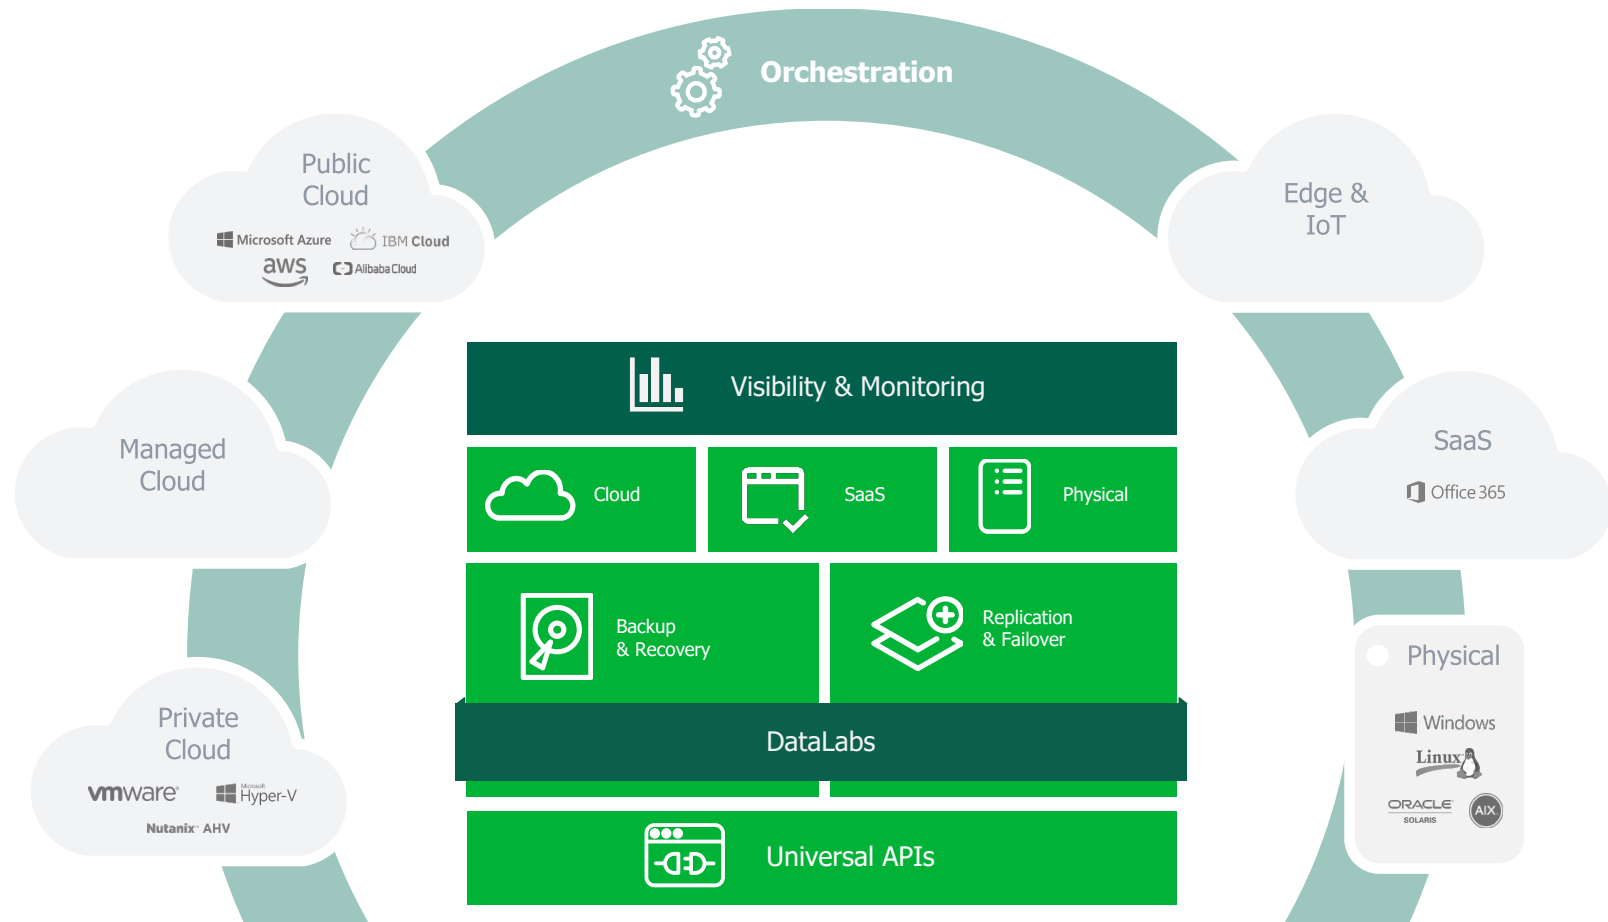 Orchestration
Public
Cloud
Microsoft Azure
IBM Cloud
aws
Alibaba Cloud
Edge &
IoT
Managed
Cloud
SaaS
Office 365
Private
Cloud
vmware
Microsoft
Hyper-V
Nutanix™ AHV
Physical
Windows
Linux
ORACLE
SOLARIS
AIX
Visibility & Monitoring
Cloud
SaaS
Physical
Backup
& Recovery
Replication
& Failover
DataLabs
Universal APIs